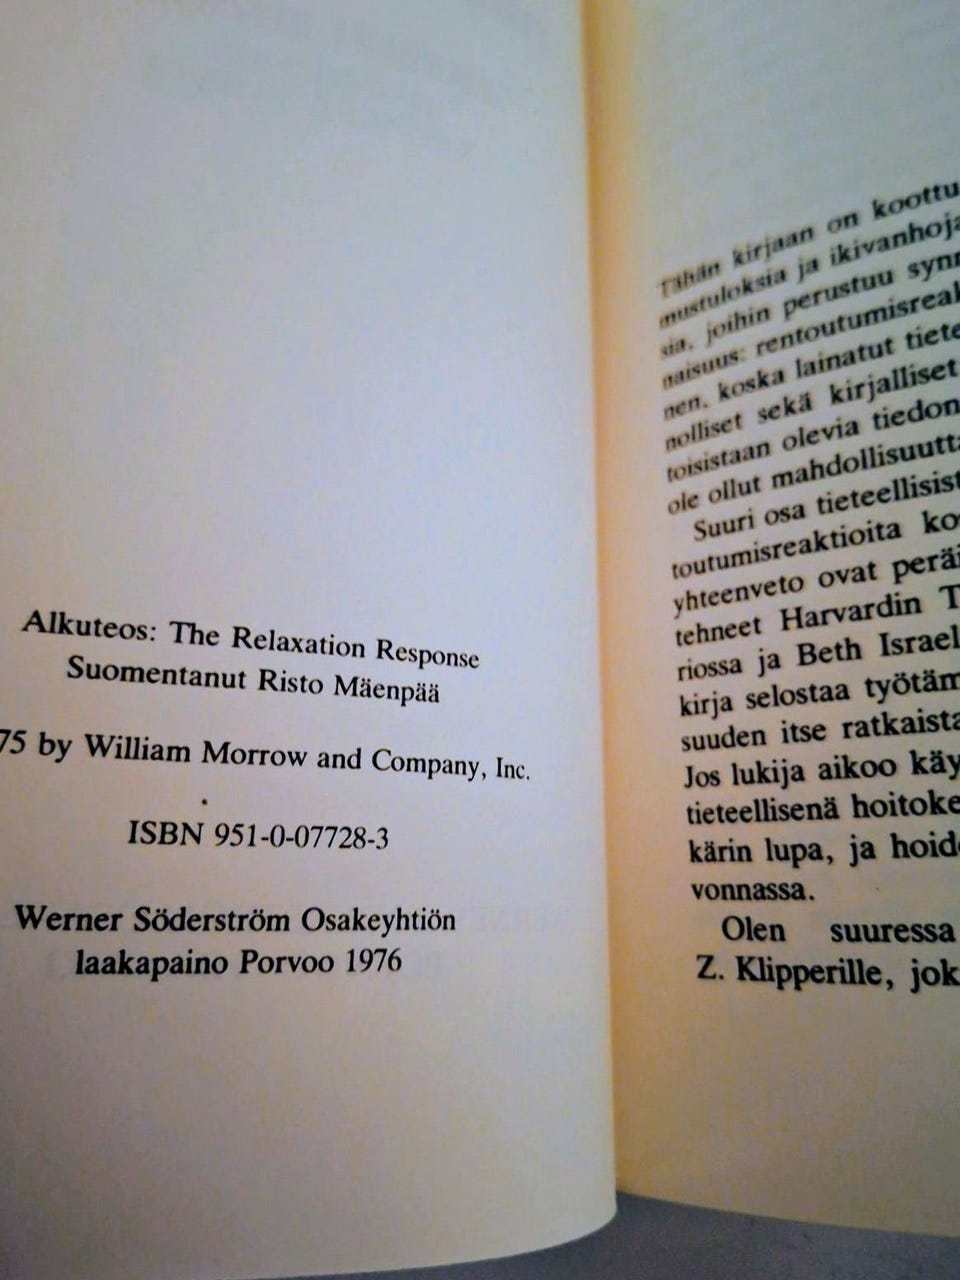 Alkuteos: The Relaxation Response
Suomentanut Risto Mäenpää
75 by William Morrow and Company, Inc.
ISBN 951-0-07728-3
Werner Söderström Osakeyhtiön
laakapaino Porvoo 1976
Tähän kirjaan on koottu
mustuloksia ja ikivanhoja
sia, joihin perustuu synn
naisuus: rentoutumisreak
nen, koska lainatut tiete
nolliset sekä kirjalliset
toisistaan olevia tiedon
ole ollut mahdollisuutta
Suuri osa tieteellisist
toutumisreaktioita ko
yhteenveto ovat peräi
tehneet Harvardin T
riossa ja Beth Israel
kirja selostaa työtäm
suuden itse ratkaista
Jos lukija aikoo käy
tieteellisenä hoitoke
kärin lupa, ja hoid
vonnassa.
Olen suuressa
Z. Klipperille, jok